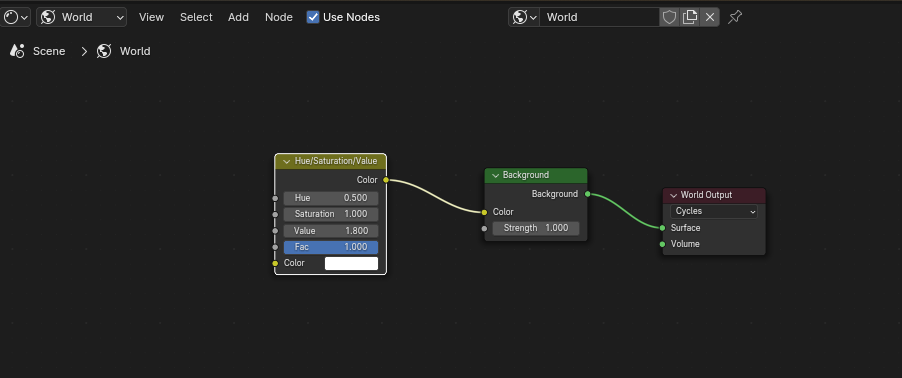 World View Select Add Node Use Nodes World
Scene World
Hue/Saturation/Value
Color
Hue 0.500
Saturation 1.000
Value 1.800
Fac 1.000
Color
Background
Background
Color
Strength 1.000
World Output
Cycles
Surface
Volume